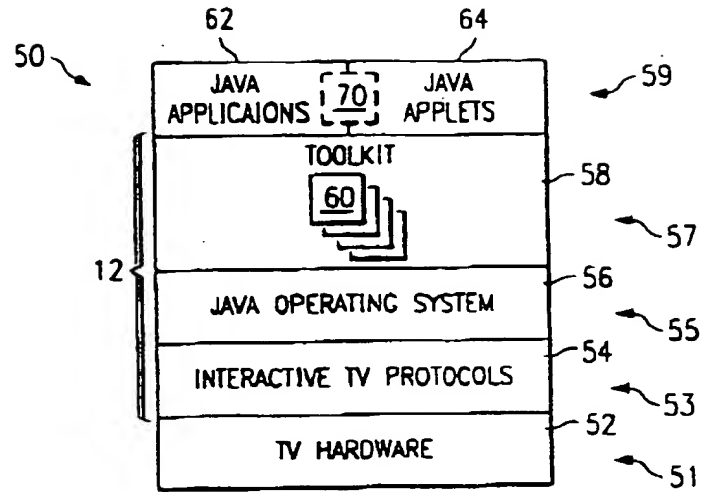 62
64
50
59
JAVA APPLICAIONS
70
JAVA APPLETS
TOOLKIT
58
60
57
12
56
JAVA OPERATING SYSTEM
55
54
INTERACTIVE TV PROTOCOLS
53
52
TV HARDWARE
51